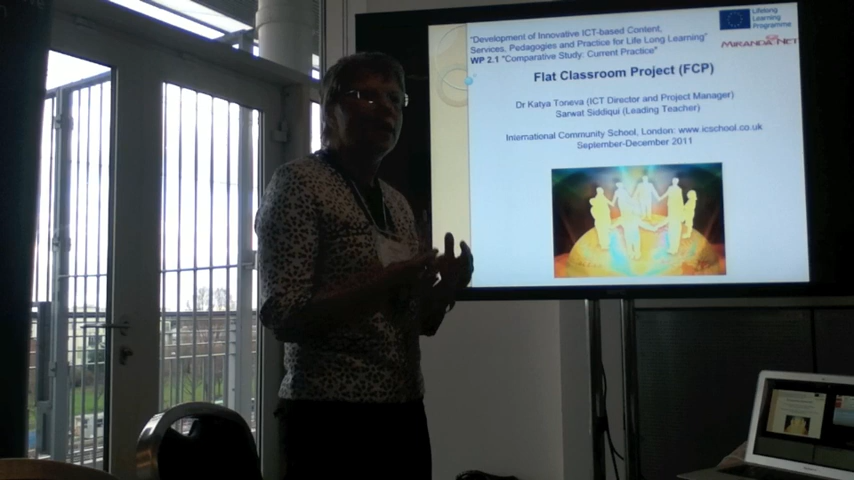 Lifelong
Learning
Programme
MIRANDANET
"Development of Innovative ICT-based Content,
Services, Pedagogies and Practice for Life Long Learning"
WP 2.1 "Comparative Study: Current Practice"
Flat Classroom Project (FCP)
Dr Katya Toneva (ICT Director and Project Manager)
Sarwat Siddiqui (Leading Teacher)
International Community School, London: www.icschool.co.uk
September-December 2011